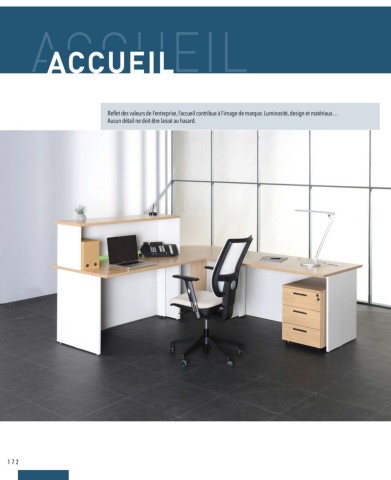 ACCUEIL
ACCUEIL
Reflet des valeurs de l'entreprise, l'accueil contribue à l'image de marque. Luminosité, design et matériaux…
Aucun détail ne doit être laissé au hasard.
172